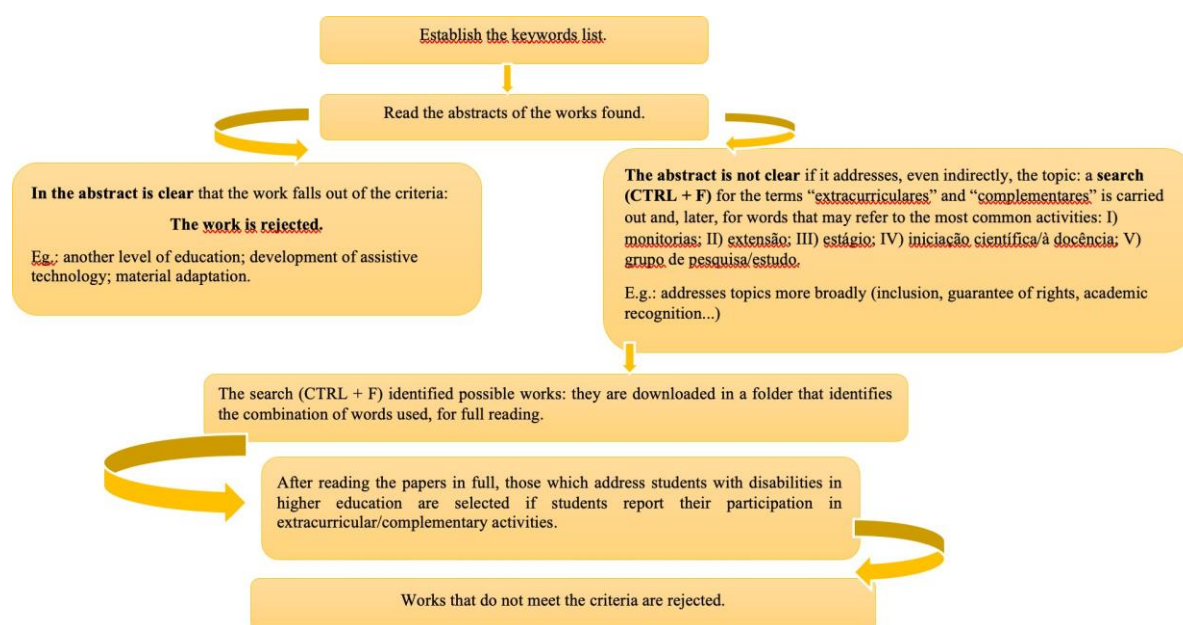 Establish the keywords list.
Read the abstracts of the works found.
In the abstract is clear that the work falls out of the criteria:
The work is rejected.
Eg.: another level of education; development of assistive
technology; material adaptation.
The abstract is not clear if it addresses, even indirectly, the topic: a search
(CTRL + F) for the terms “extracurriculares” and “complementares” is carried
out and, later, for words that may refer to the most common activities: I)
monitorias; II) extensão; III) estágio; IV) iniciação científica/à docência; V)
grupo de pesquisa/estudo.
E.g.: addresses topics more broadly (inclusion, guarantee of rights, academic
recognition...)
The search (CTRL + F) identified possible works: they are downloaded in a folder that identifies
the combination of words used, for full reading.
After reading the papers in full, those which address students with disabilities in
higher education are selected if students report their participation in
extracurricular/complementary activities.
Works that do not meet the criteria are rejected.